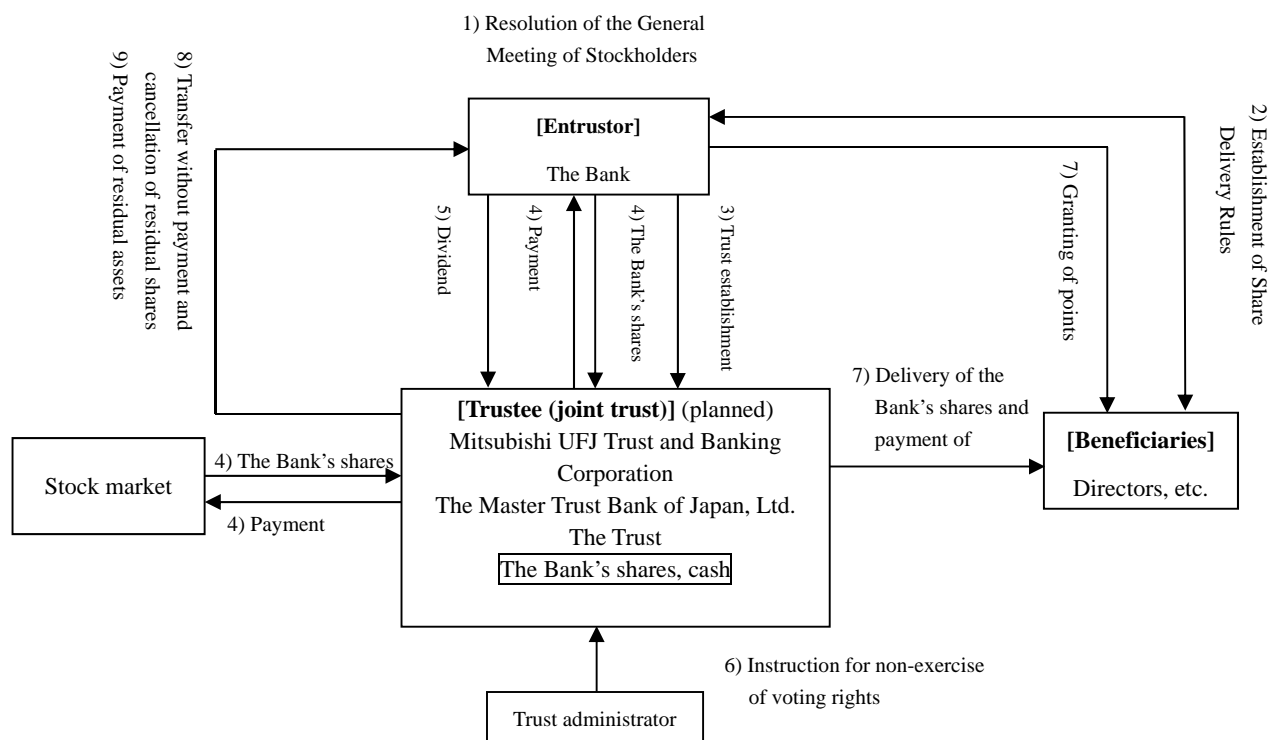 1) Resolution of the General
Meeting of Stockholders
8) Transfer without payment and
cancellation of residual shares
9) Payment of residual assets
[Entrustor]
The Bank
2) Establishment of Share
Delivery Rules
7) Granting of points
5) Dividend
4) Payment
4) The Bank's shares
3) Trust establishment
[Trustee (joint trust)] (planned)
Mitsubishi UFJ Trust and Banking
Corporation
The Master Trust Bank of Japan, Ltd.
The Trust
The Bank's shares, cash
7) Delivery of the
Bank's shares and
payment of
[Beneficiaries]
Directors, etc.
Stock market
4) The Bank's shares
4) Payment
6) Instruction for non-exercise
of voting rights
Trust administrator